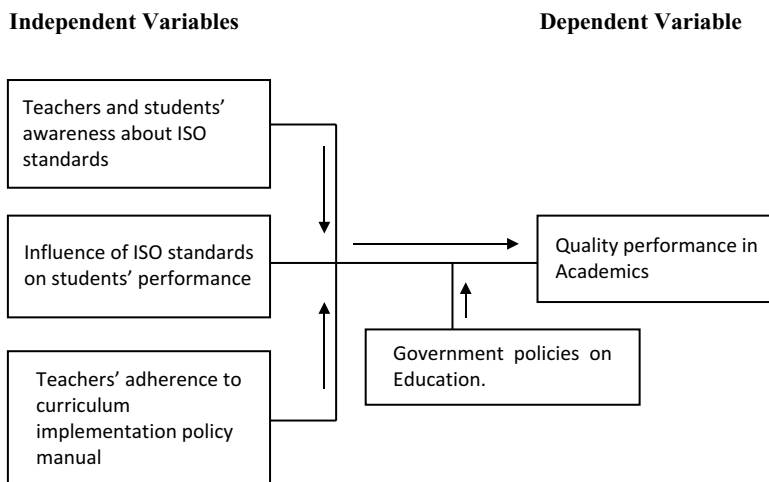 Independent Variables
Dependent Variable
Teachers and students’
awareness about ISO
standards
Influence of ISO standards
on students’ performance
Teachers’ adherence to
curriculum
implementation policy
manual
Quality performance in
Academics
Government policies on
Education.